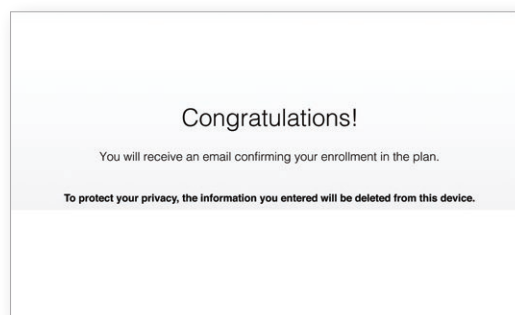 Congratulations!
You will receive an email confirming your enrollment in the plan.
To protect your privacy, the information you entered will be deleted from this device.